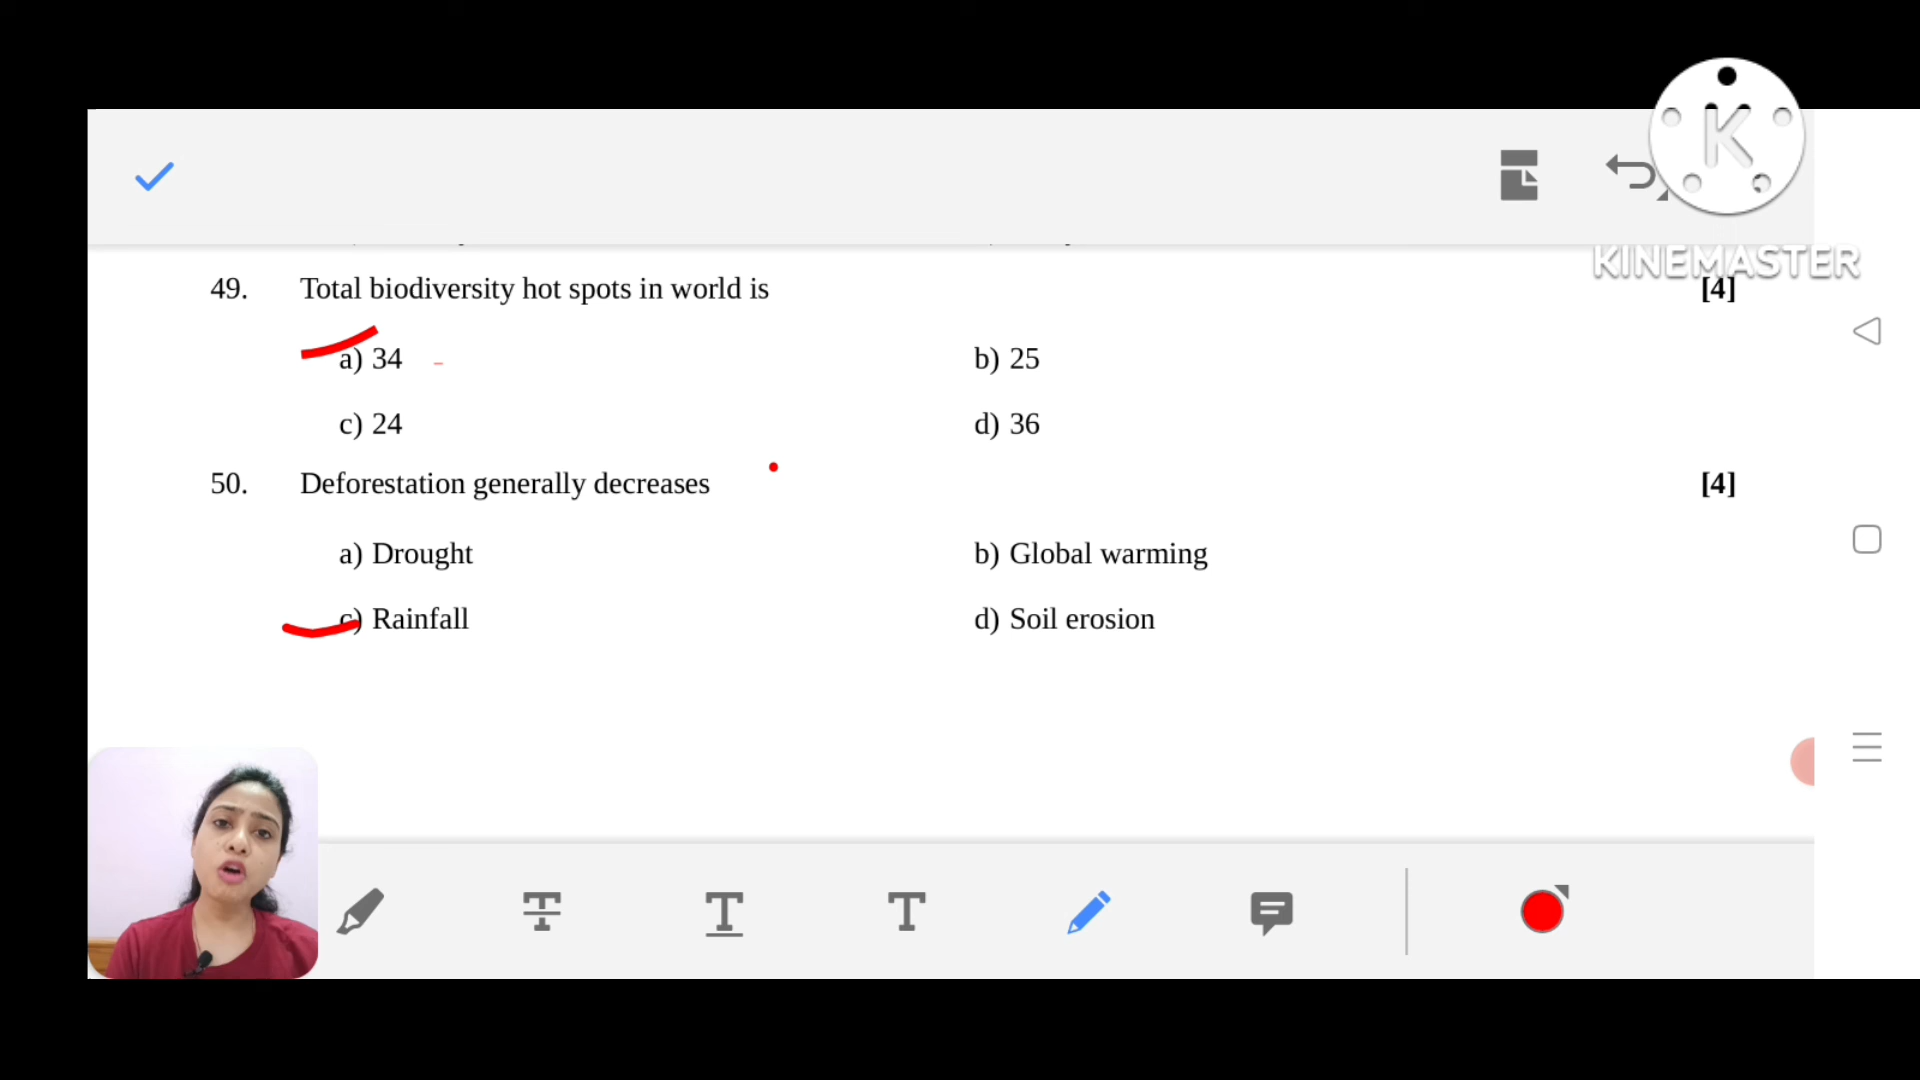 K
KINEMASTER
49. Total biodiversity hot spots in world is [4]
a) 34 b) 25
c) 24 d) 36
50. Deforestation generally decreases [4]
a) Drought b) Global warming
c) Rainfall d) Soil erosion